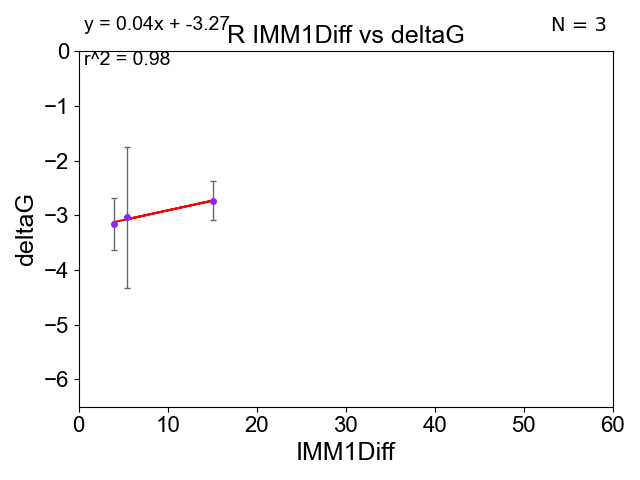 y = 0.04x + -3.27
R IMM1Diff vs deltaG
N = 3
r^2 = 0.98
0
−1
−2
−3
−4
−5
−6
deltaG
0 10 20 30 40 50 60
IMM1Diff